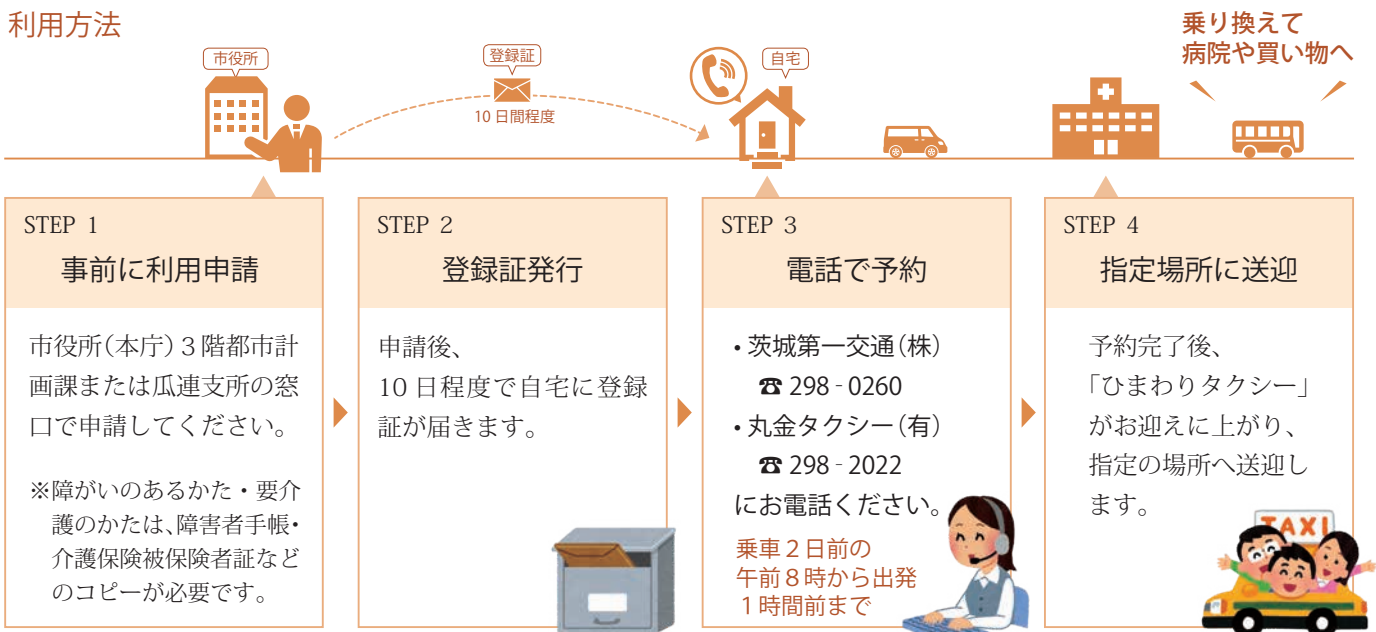 利用方法
市役所
登録証
10日間程度
自宅
乗り換えて
病院や買い物へ
STEP 1
事前に利用申請
市役所（本庁）３階都市計
画課または瓜連支所の窓
口で申請してください。
※障がいのあるかた・要介
護のかたは、障害者手帳・
介護保険被保険者証など
のコピーが必要です。
STEP 2
登録証発行
申請後、
10日程度で自宅に登録
証が届きます。
STEP 3
電話で予約
・茨城第一交通（株）
☎ 298‐0260
・丸金タクシー（有）
☎ 298‐2022
にお電話ください。
乗車２日前の
午前８時から出発
１時間前まで
STEP 4
指定場所に送迎
予約完了後、
「ひまわりタクシー」
がお迎えに上がり、
指定の場所へ送迎し
ます。
TAXI